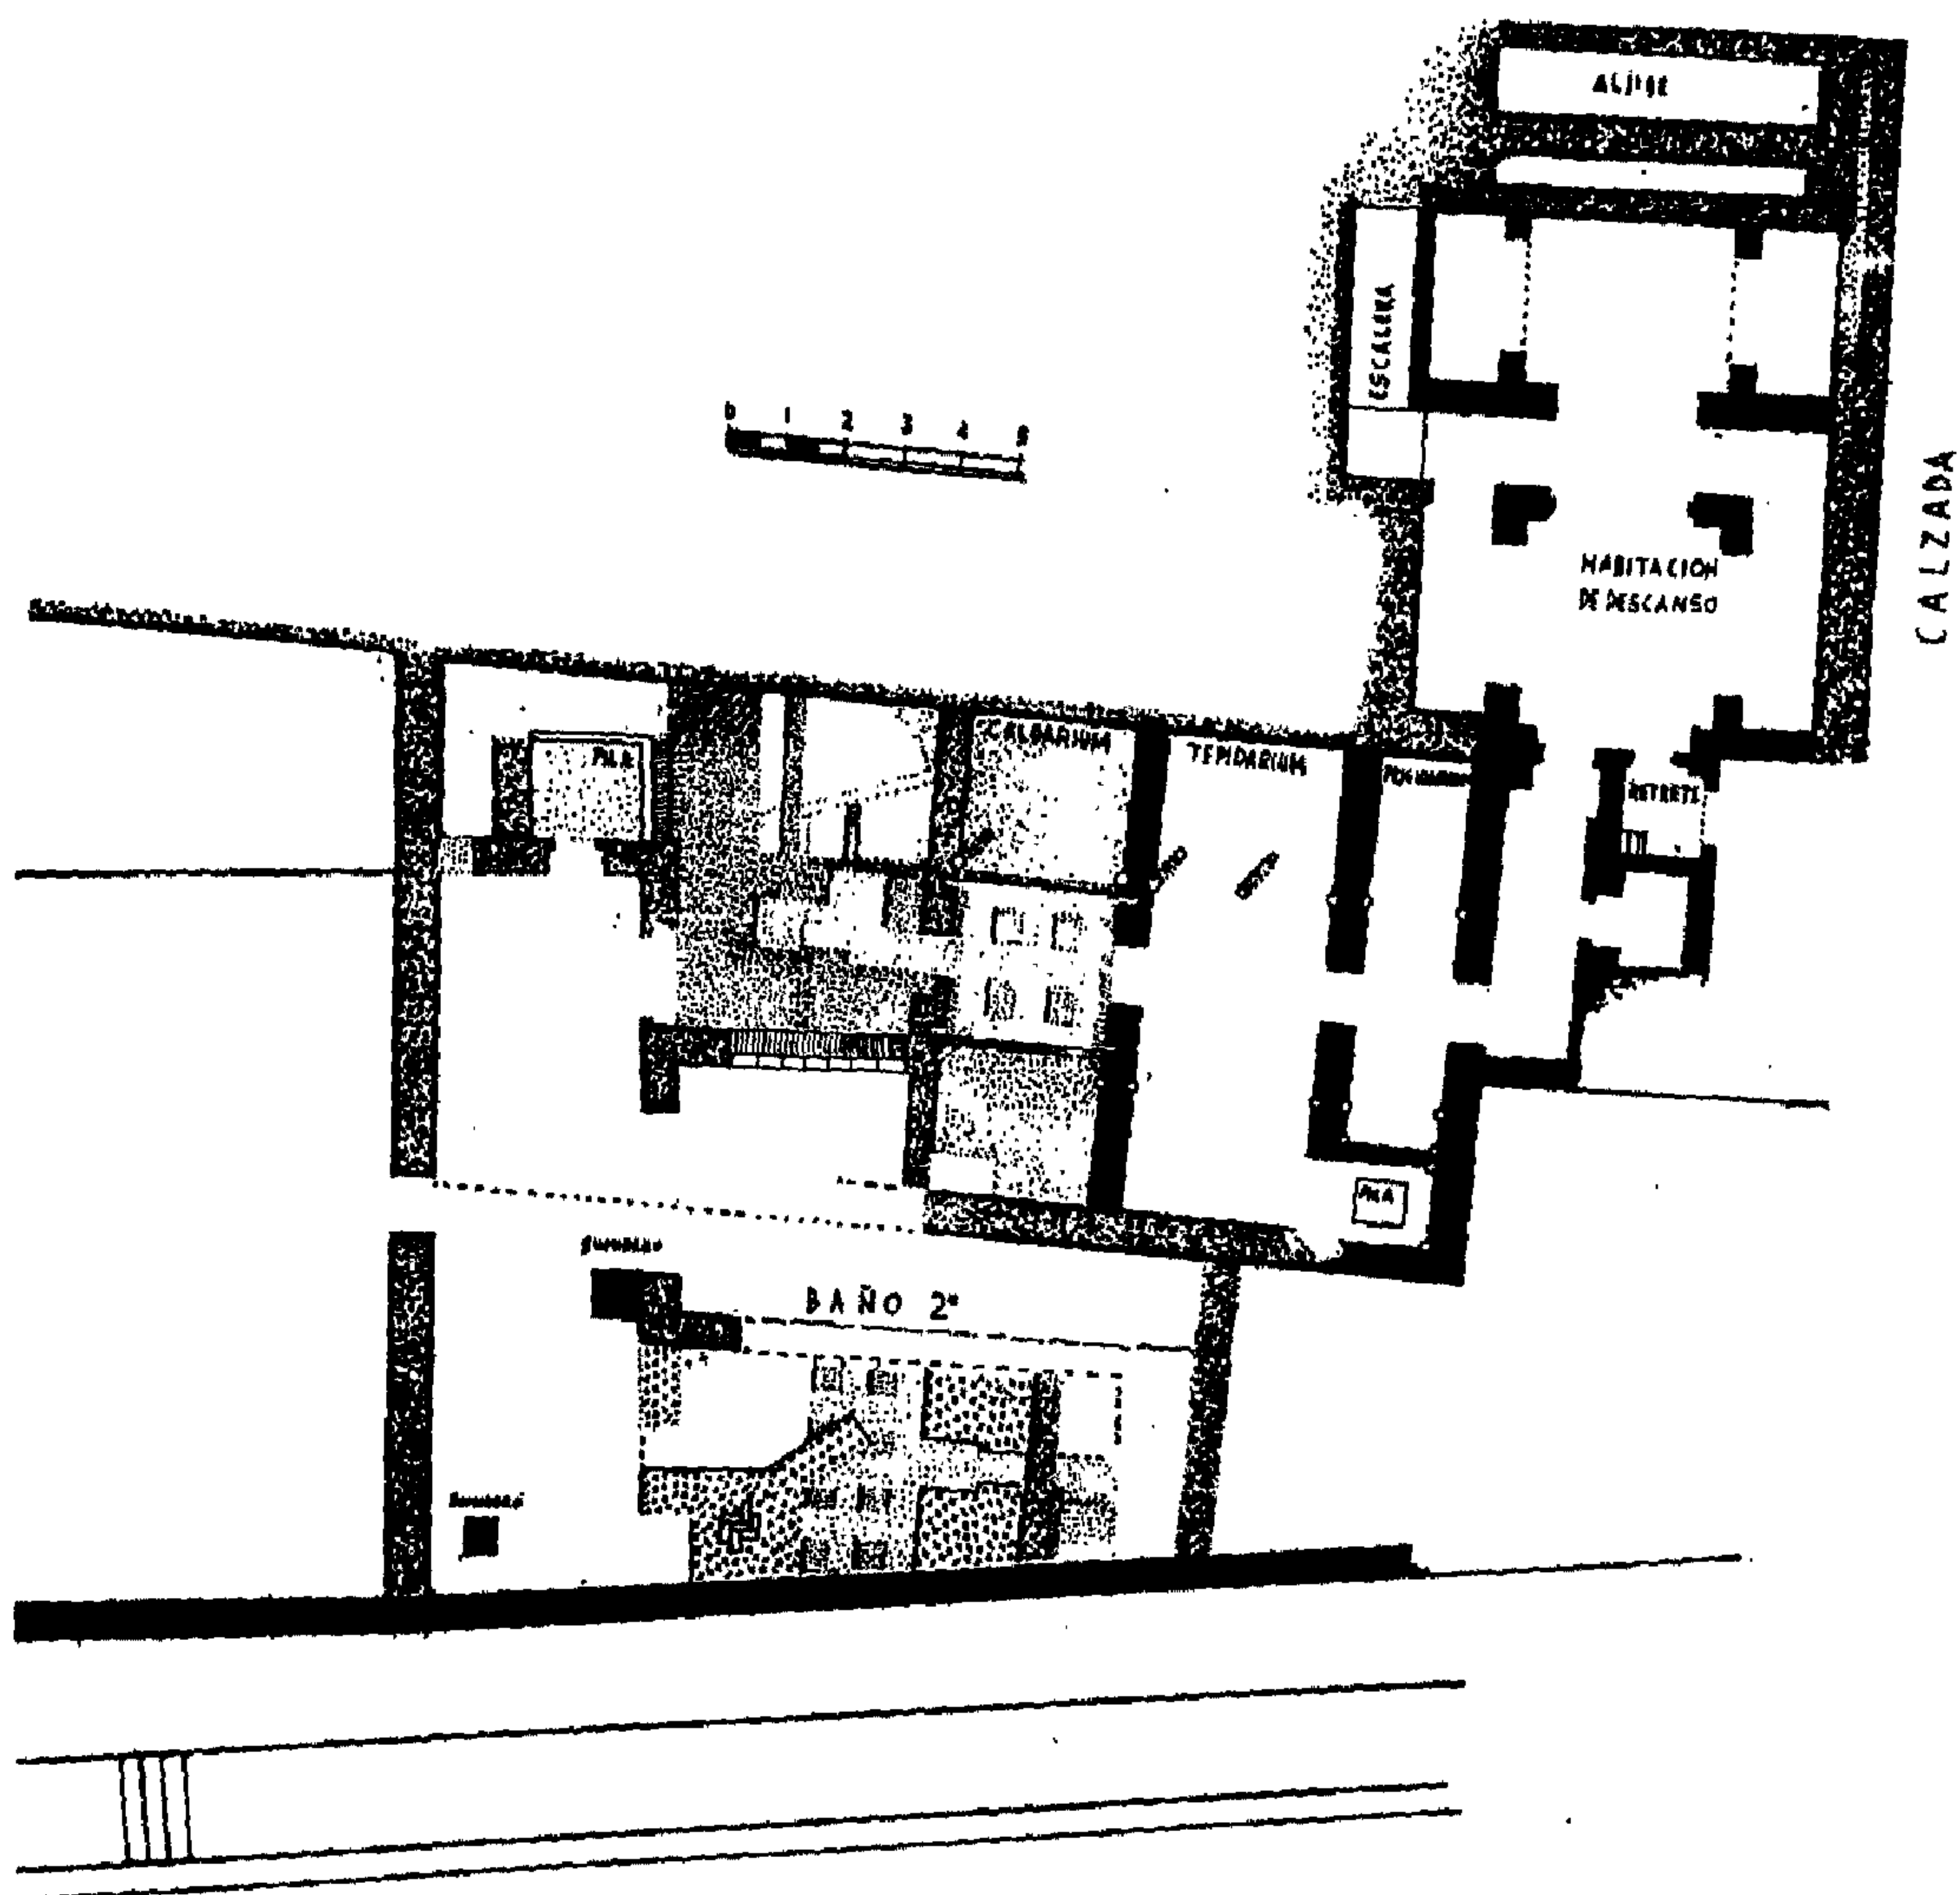 ALJIBE
ESCALERA
0 1 2 3 4 5
CALZADA
HABITACION
DE DESCANSO
PILA
CALDARIUM
TEPIDARIUM
RETRETE
PILA
BAÑO 2º